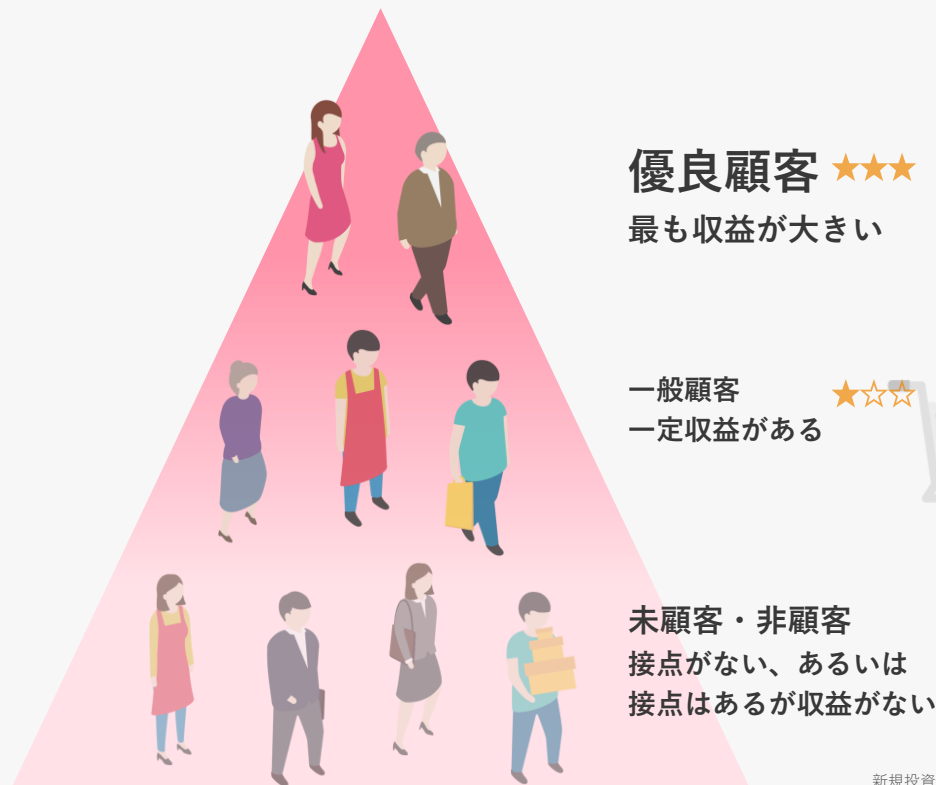 優良顧客 ★★★
最も収益が大きい
一般顧客 ★☆☆
一定収益がある
未顧客・非顧客
接点がない、あるいは
接点はあるが収益がない
新規投資